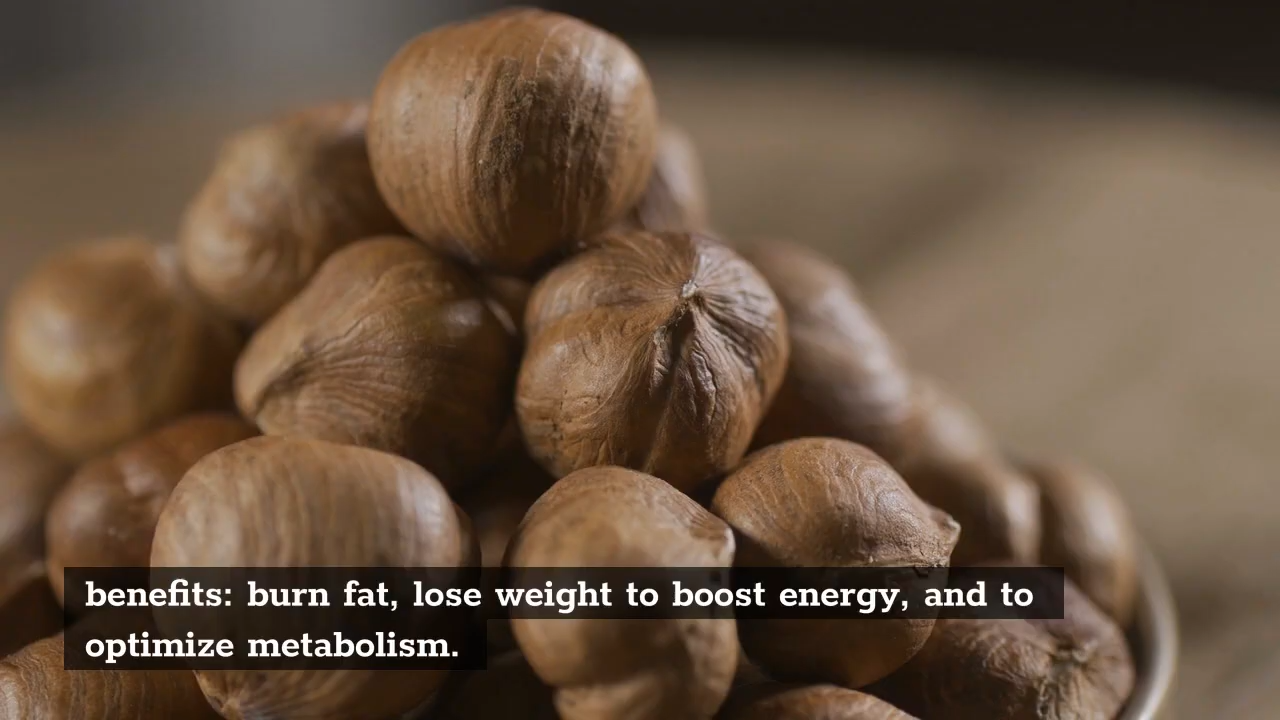 benefits: burn fat, lose weight to boost energy, and to
optimize metabolism.